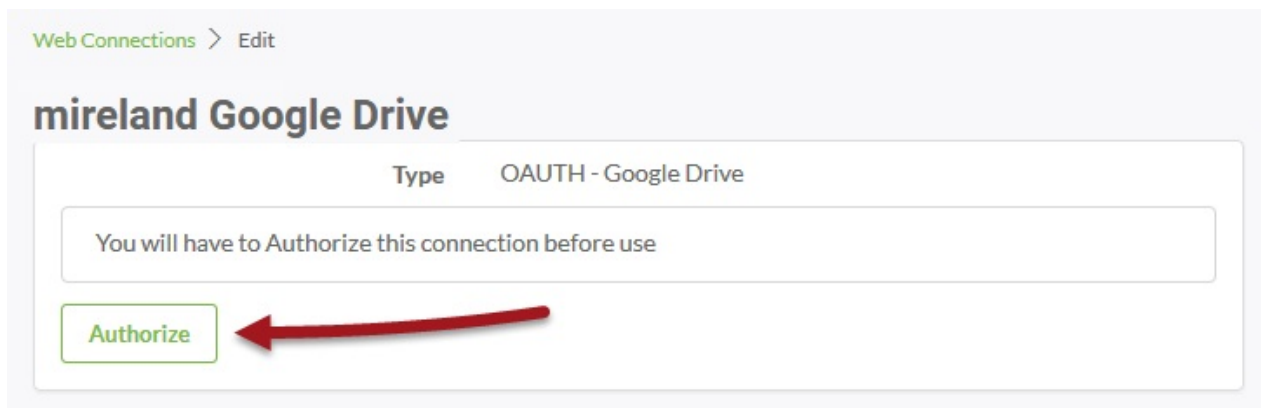 Web Connections > Edit
mireland Google Drive
Type OAUTH - Google Drive
You will have to Authorize this connection before use
Authorize